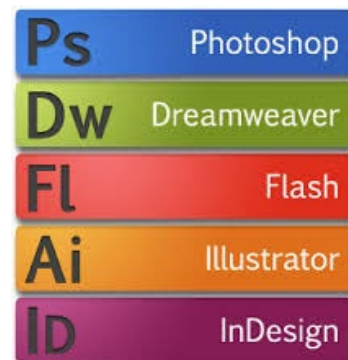 Ps Photoshop
Dw Dreamweaver
Fl Flash
Ai Illustrator
ID InDesign